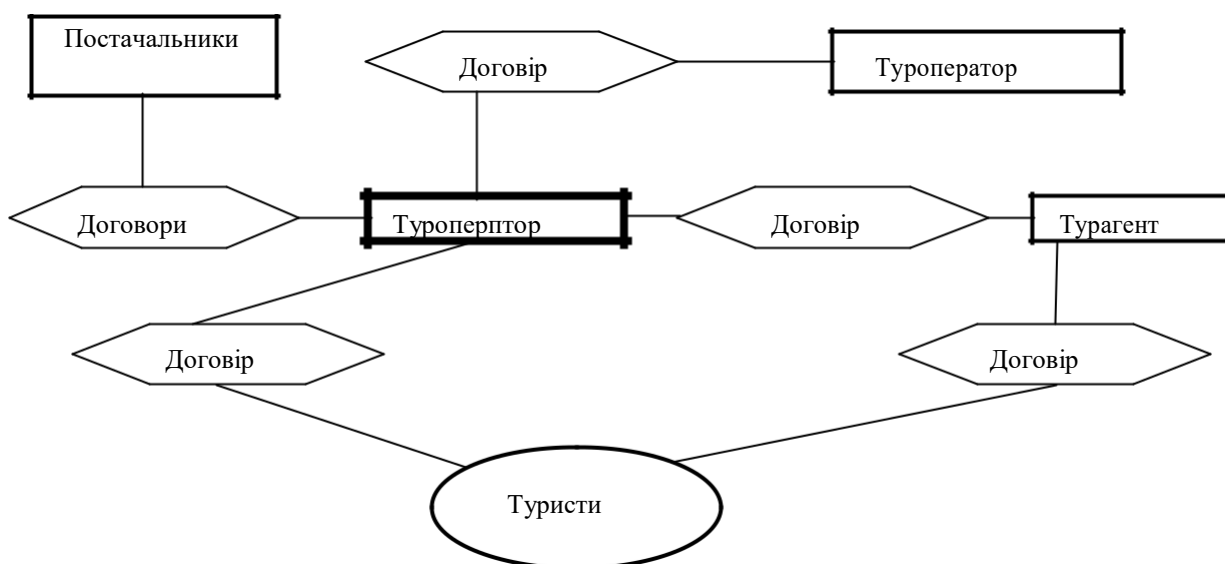 Постачальники
Договір
Туроператор
Договори
Туроперптор
Договір
Турагент
Договір
Договір
Туристи